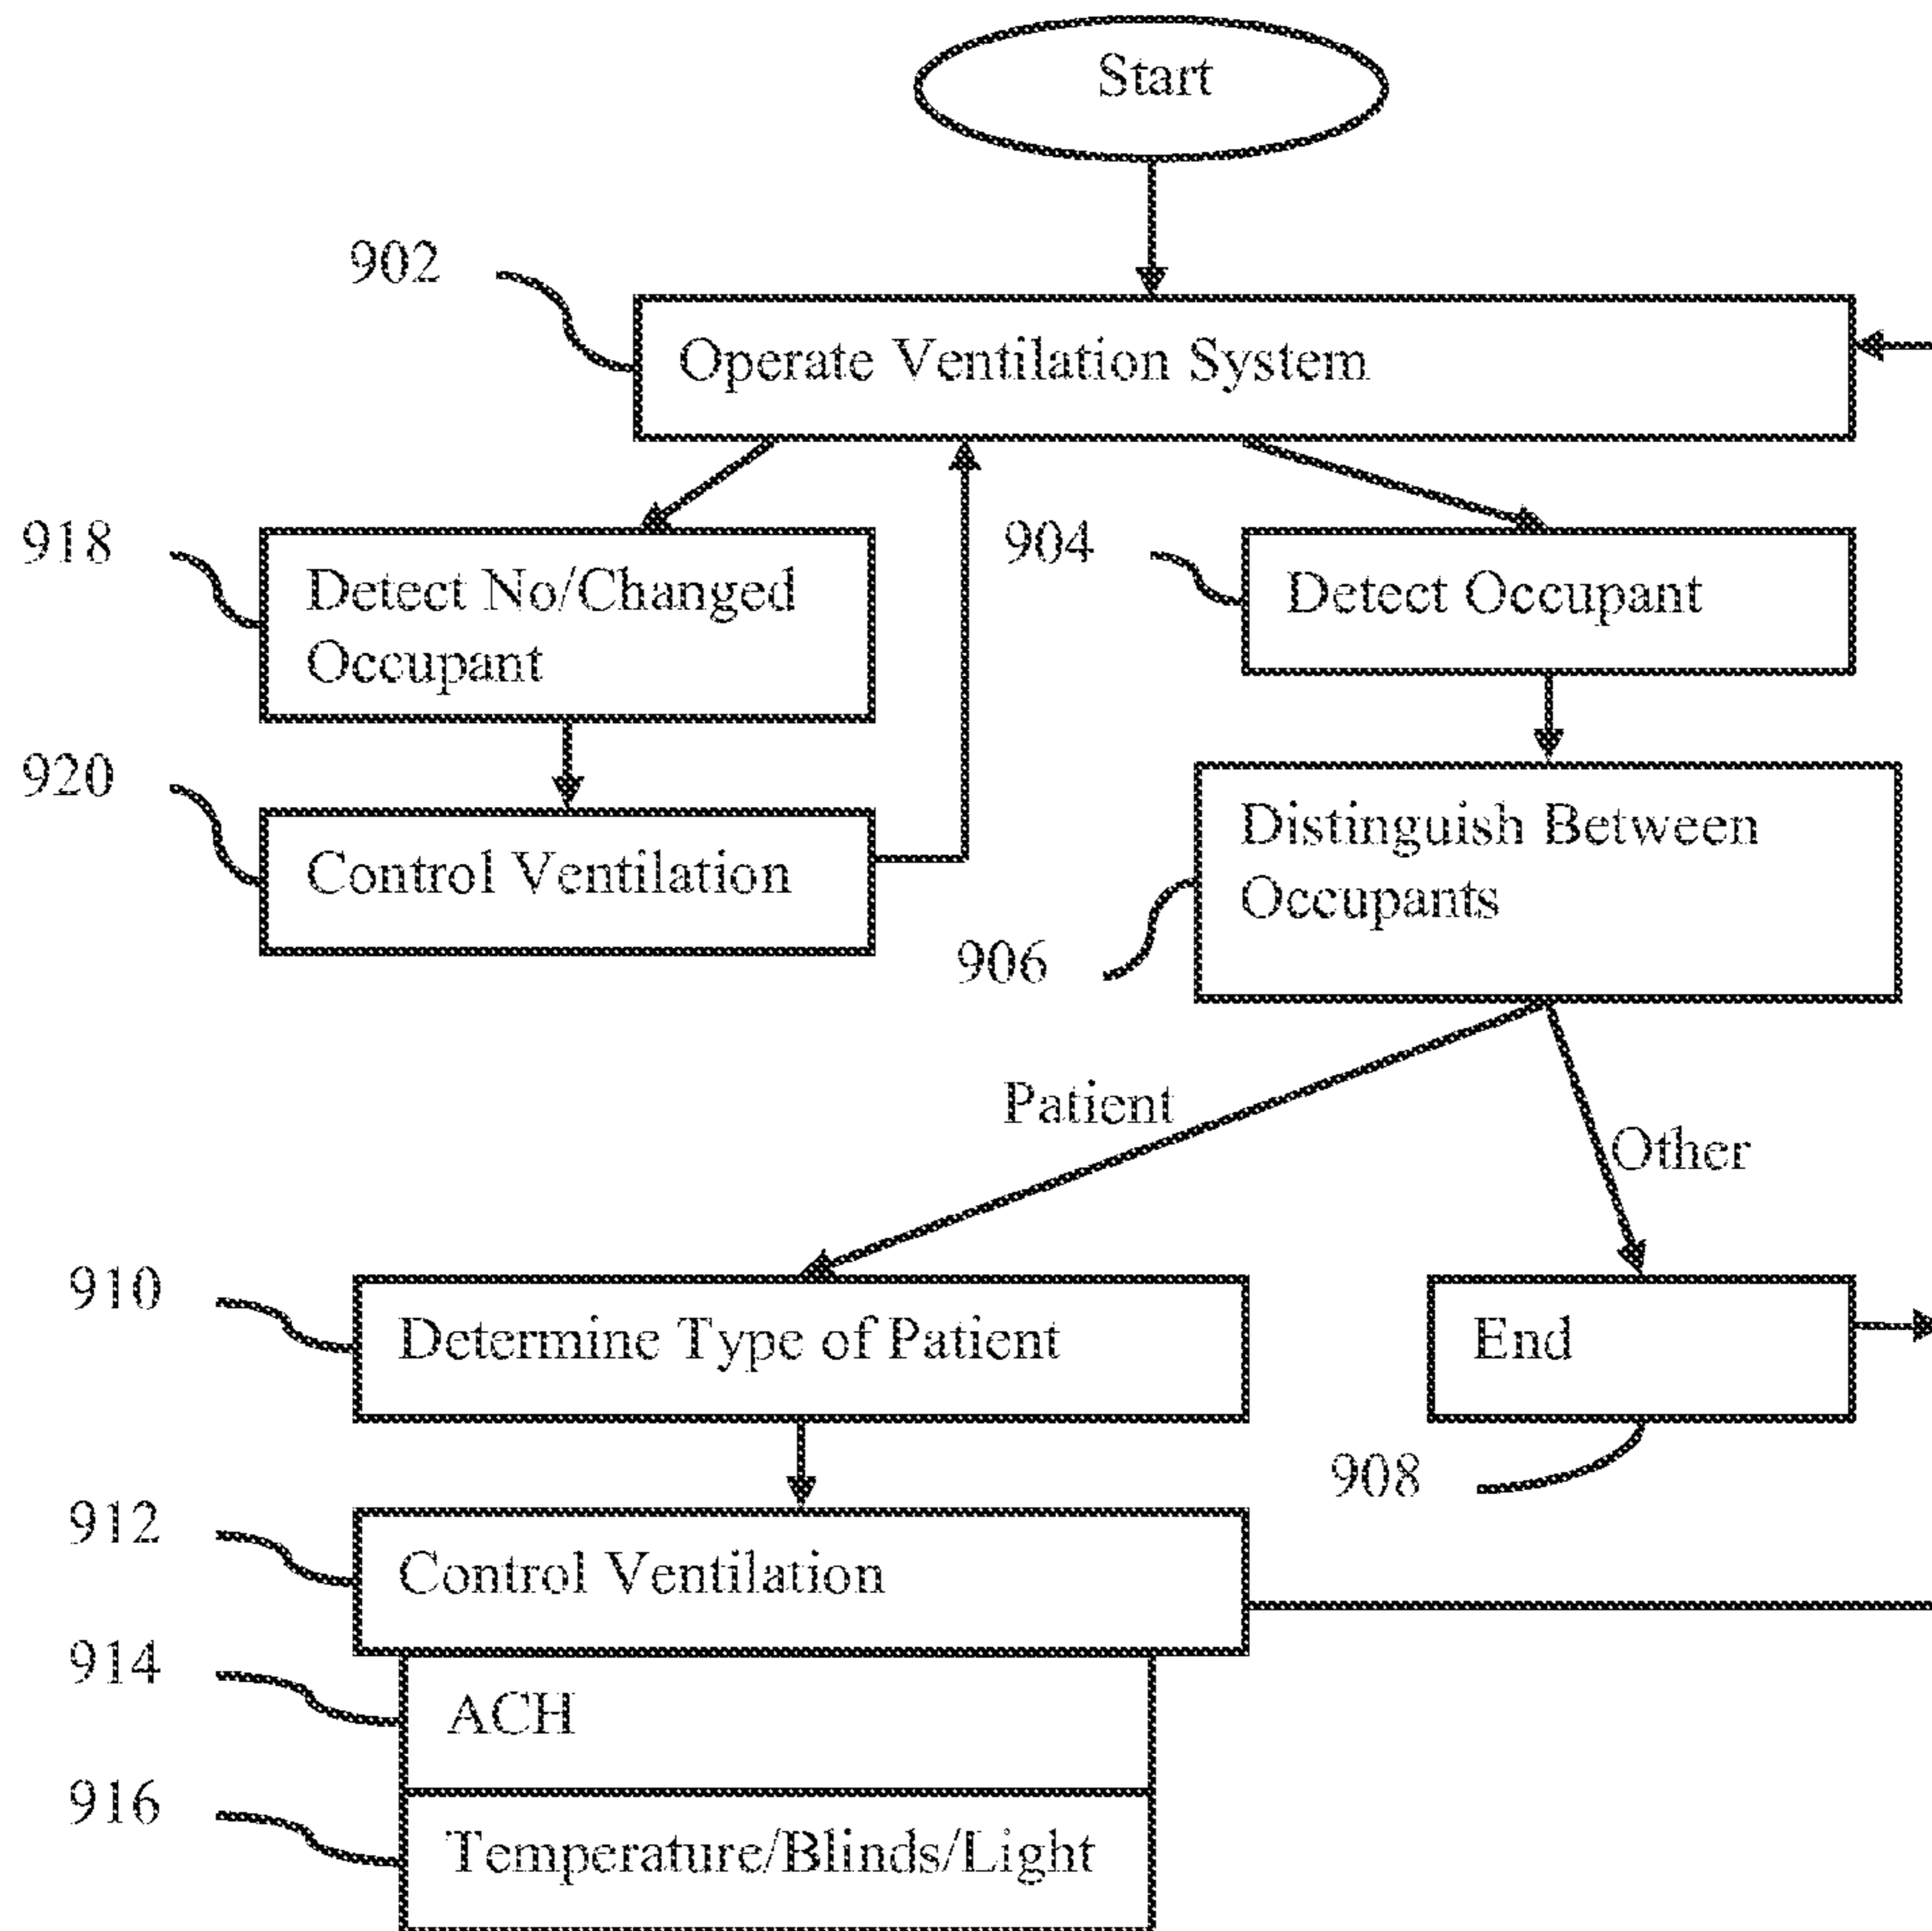 Start
902
Operate Ventilation System
918
Detect No/Changed
Occupant
904
Detect Occupant
920
Control Ventilation
Distinguish Between
Occupants
906
Patient
Other
910
Determine Type of Patient
End
908
912
Control Ventilation
914
ACH
916
Temperature/Blinds/Light